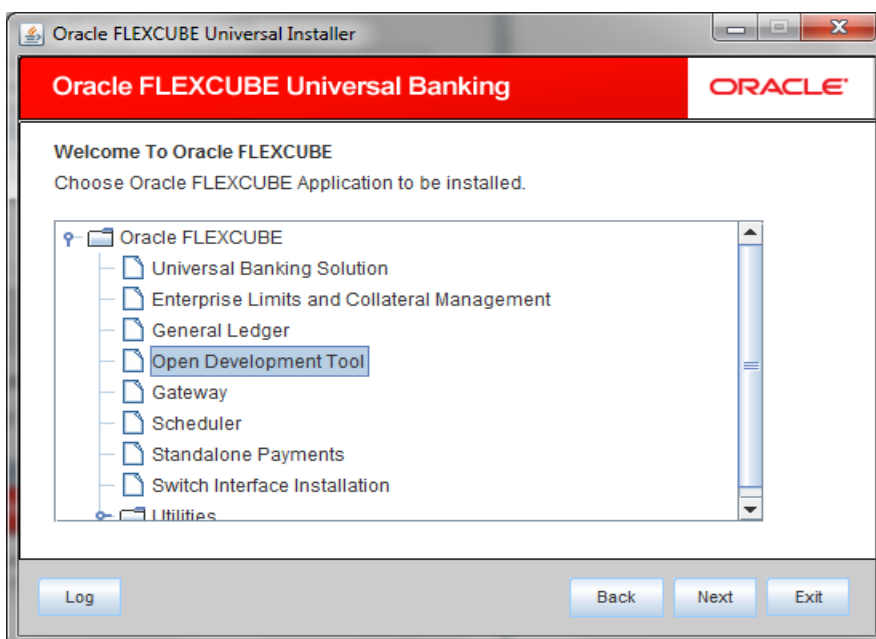 Oracle FLEXCUBE Universal Installer
Oracle FLEXCUBE Universal Banking
ORACLE
Welcome To Oracle FLEXCUBE
Choose Oracle FLEXCUBE Application to be installed.
Oracle FLEXCUBE
Universal Banking Solution
Enterprise Limits and Collateral Management
General Ledger
Open Development Tool
Gateway
Scheduler
Standalone Payments
Switch Interface Installation
Utilities
Log
Back
Next
Exit